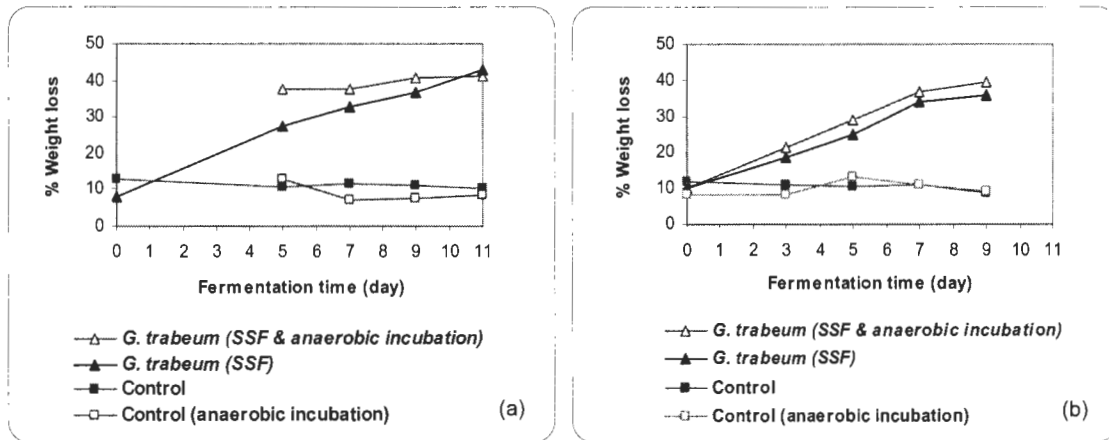 50
40
30
20
10
0
% Weight loss
0 1 2 3 4 5 6 7 8 9 10 11
Fermentation time (day)
G. trabeum (SSF & anaerobic incubation)
G. trabeum (SSF)
Control
Control (anaerobic incubation)
(a)
50
40
30
20
10
0
% Weight loss
0 1 2 3 4 5 6 7 8 9 10 11
Fermentation time (day)
G. trabeum (SSF & anaerobic incubation)
G. trabeum (SSF)
Control
Control (anaerobic incubation)
(b)